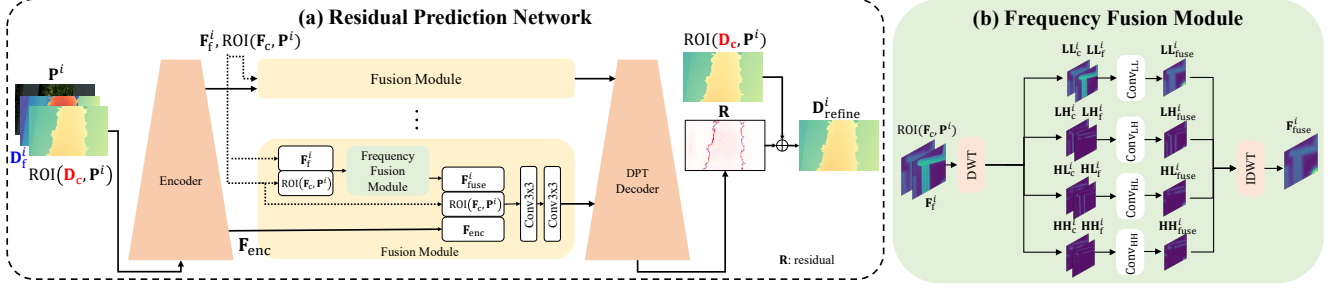 (a) Residual Prediction Network
P^i
D_f^i
ROI(D_c, P^i)
Encoder
F_f^i, ROI(F_c, P^i)
Fusion Module
⋮
F_f^i
ROI(F_c, P^i)
Frequency
Fusion
Module
F_fuse^i
ROI(F_c, P^i)
F_enc
Conv3x3
Conv3x3
Fusion Module
F_enc
DPT
Decoder
ROI(D_c, P^i)
R
D_refine^i
R: residual
(b) Frequency Fusion Module
ROI(F_c, P^i)
F_f^i
DWT
LL_c^i LL_f^i
Conv_LL
LL_fuse^i
LH_c^i LH_f^i
Conv_LH
LH_fuse^i
HL_c^i HL_f^i
Conv_HL
HL_fuse^i
HH_c^i HH_f^i
Conv_HH
HH_fuse^i
IDWT
F_fuse^i